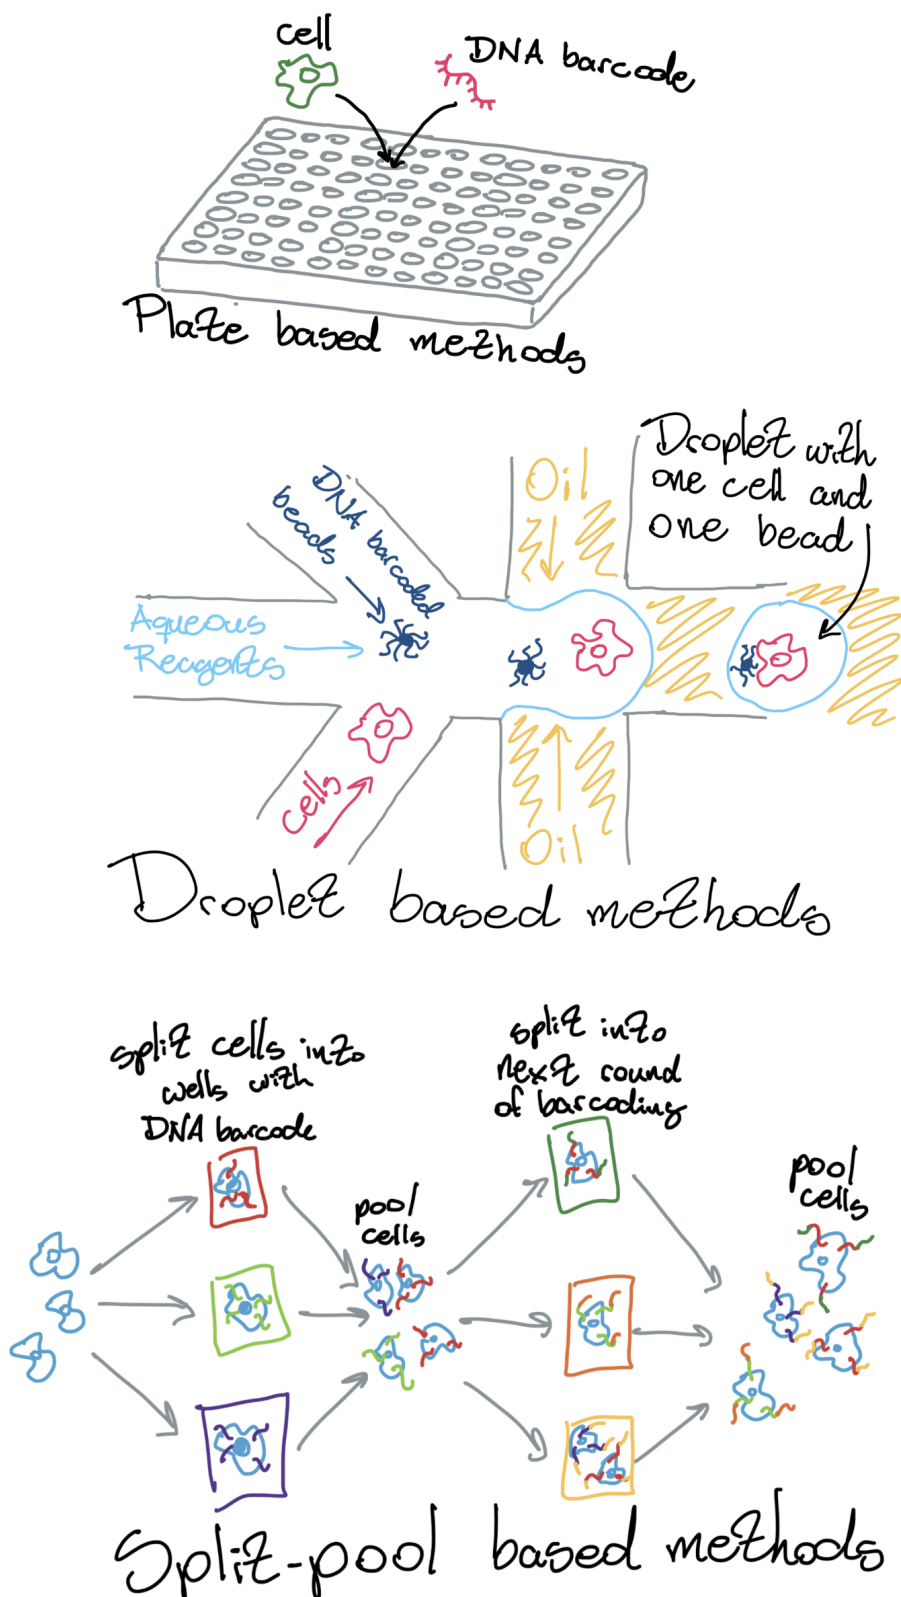 cell
DNA barcode
Plate based methods
Droplet with
one cell and
one bead
Oil
DNA barcoded
beads
Aqueous
Reagents
cells
Oil
Droplet based methods
split cells into
wells with
DNA barcode
split into
next round
of barcoding
pool
cells
pool
cells
Split-pool based methods